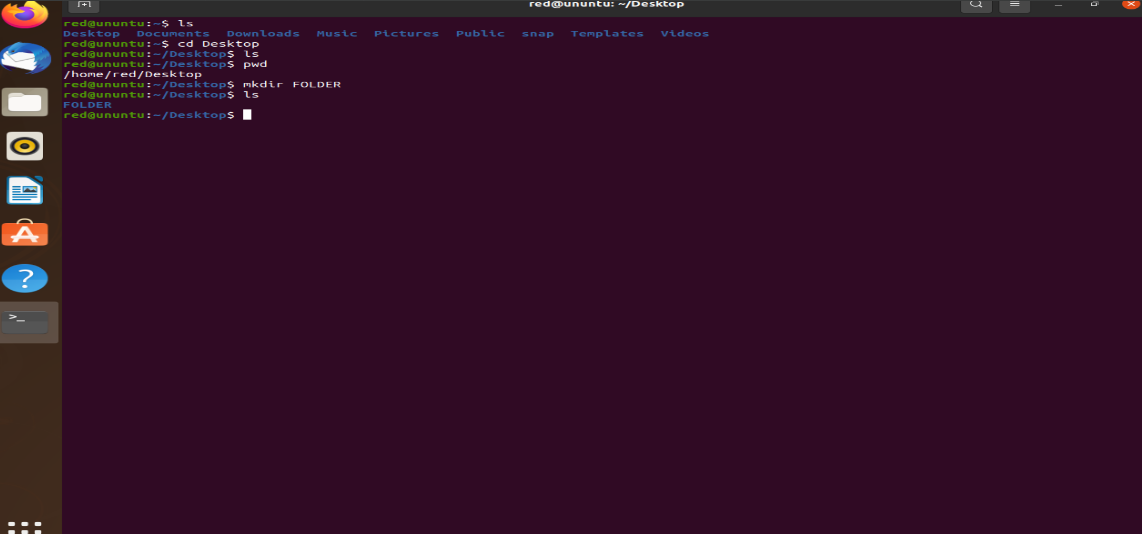 red@ununtu: ~/Desktop
red@ununtu:~$ ls
Desktop Documents Downloads Music Pictures Public snap Templates Videos
red@ununtu:~$ cd Desktop
red@ununtu:~/Desktop$ ls
red@ununtu:~/Desktop$ pwd
/home/red/Desktop
red@ununtu:~/Desktop$ mkdir FOLDER
red@ununtu:~/Desktop$ ls
FOLDER
red@ununtu:~/Desktop$